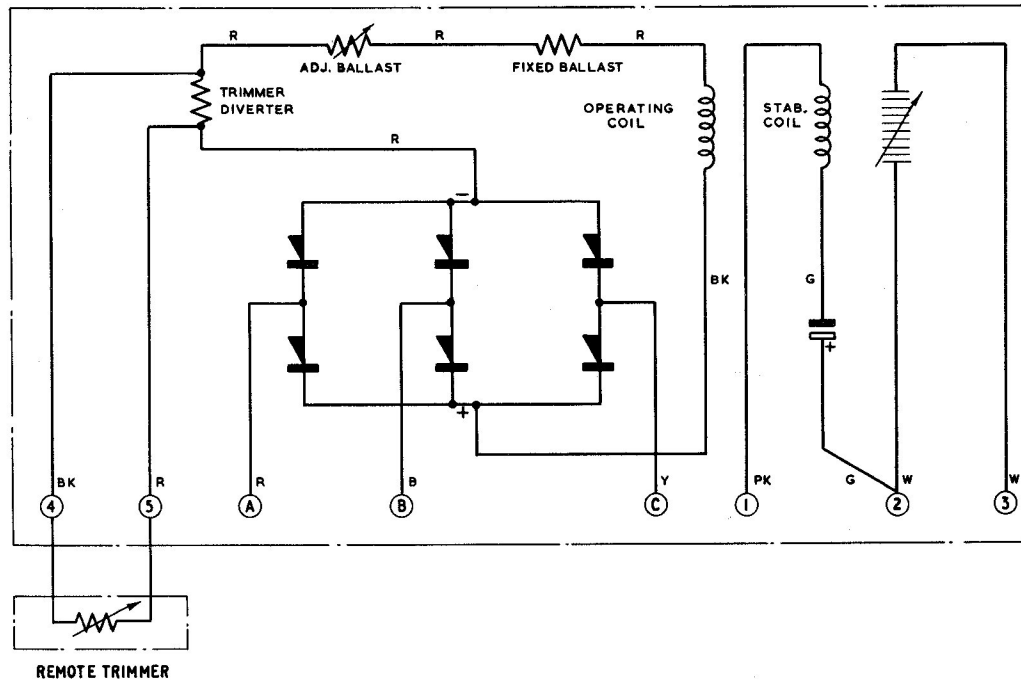 R
R
R
ADJ. BALLAST
FIXED BALLAST
TRIMMER
DIVERTER
OPERATING
COIL
STAB.
COIL
R
−
BK
G
+
+
BK
R
R
B
Y
PK
G
W
W
4
5
A
B
C
1
2
3
REMOTE TRIMMER